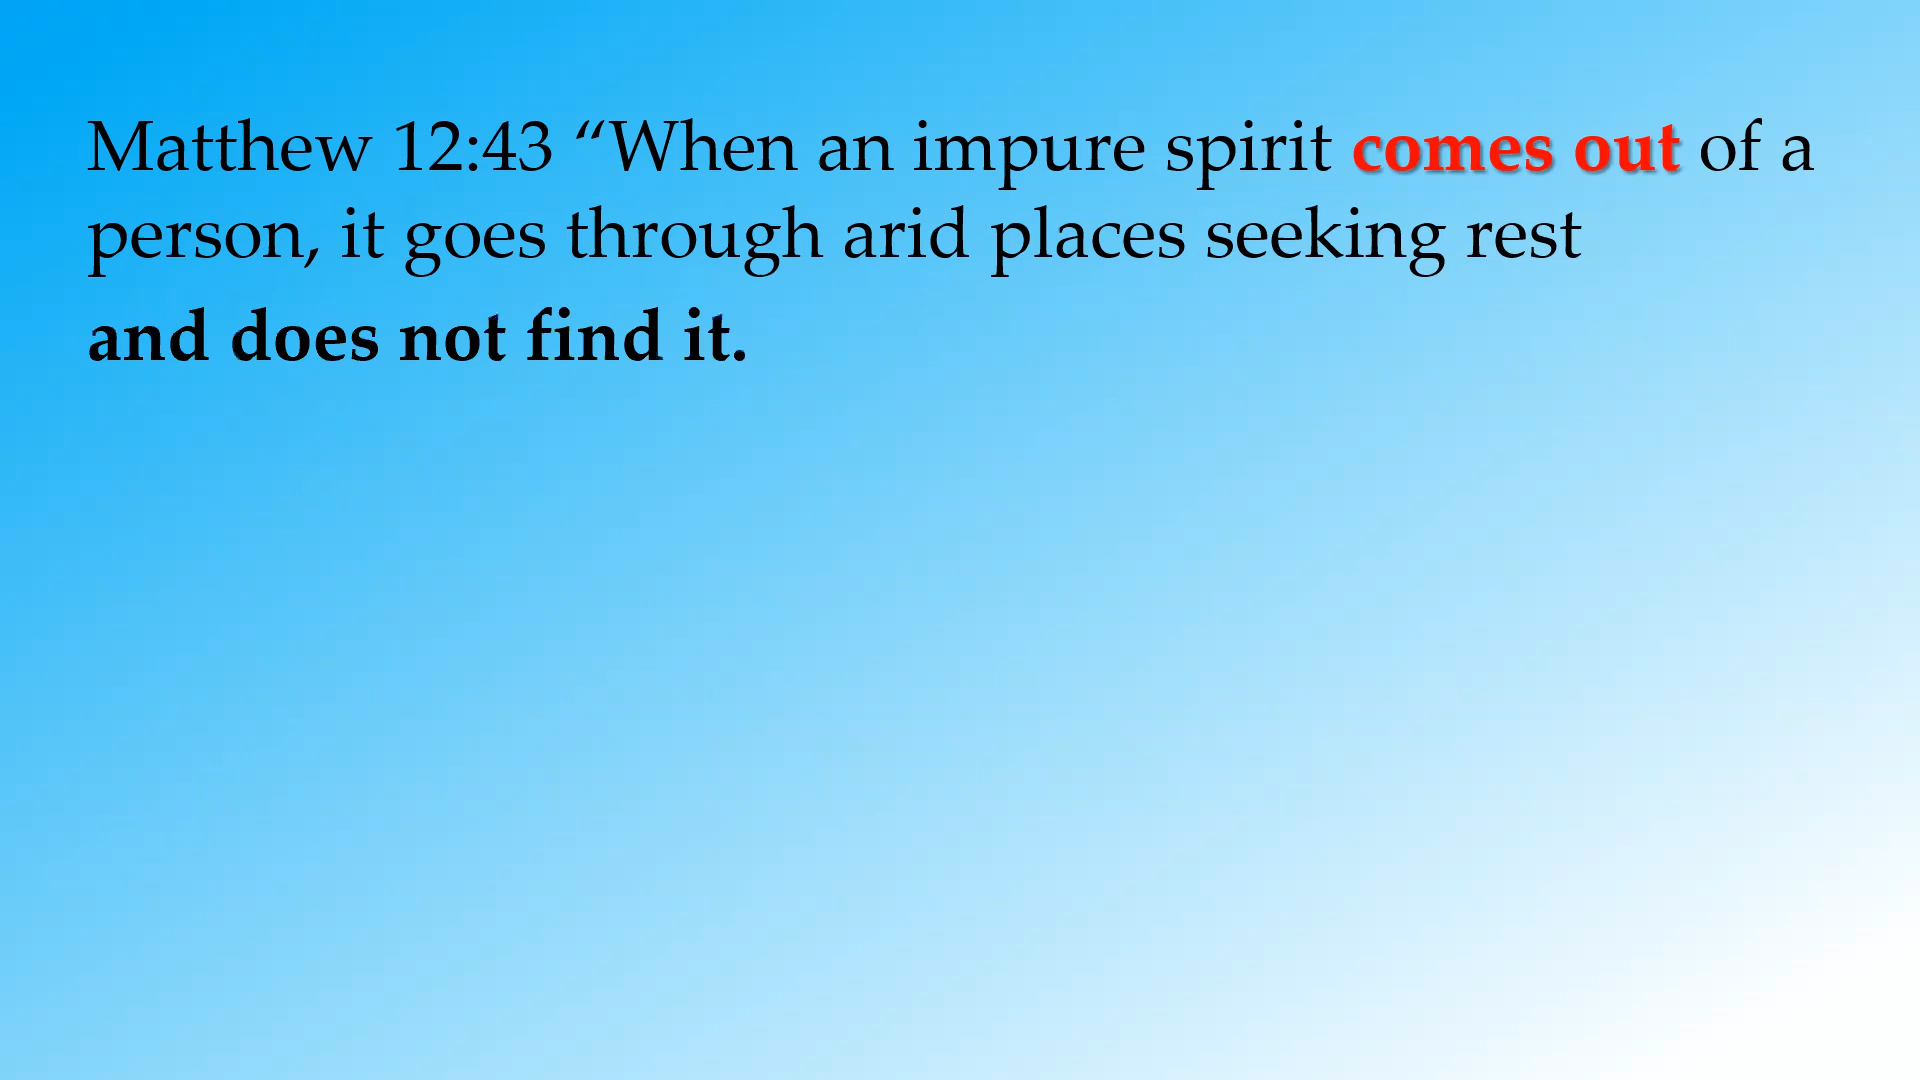 Matthew 12:43 “When an impure spirit comes out of a
person, it goes through arid places seeking rest
and does not find it.